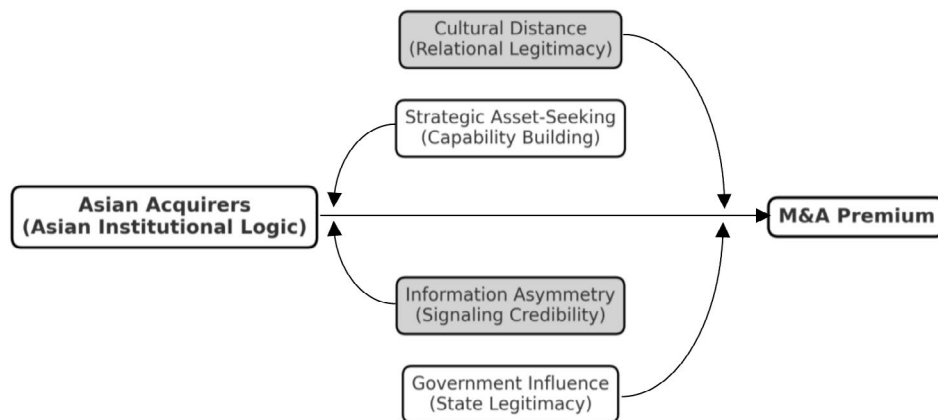 Cultural Distance
(Relational Legitimacy)
Strategic Asset-Seeking
(Capability Building)
Asian Acquirers
(Asian Institutional Logic)
M&A Premium
Information Asymmetry
(Signaling Credibility)
Government Influence
(State Legitimacy)